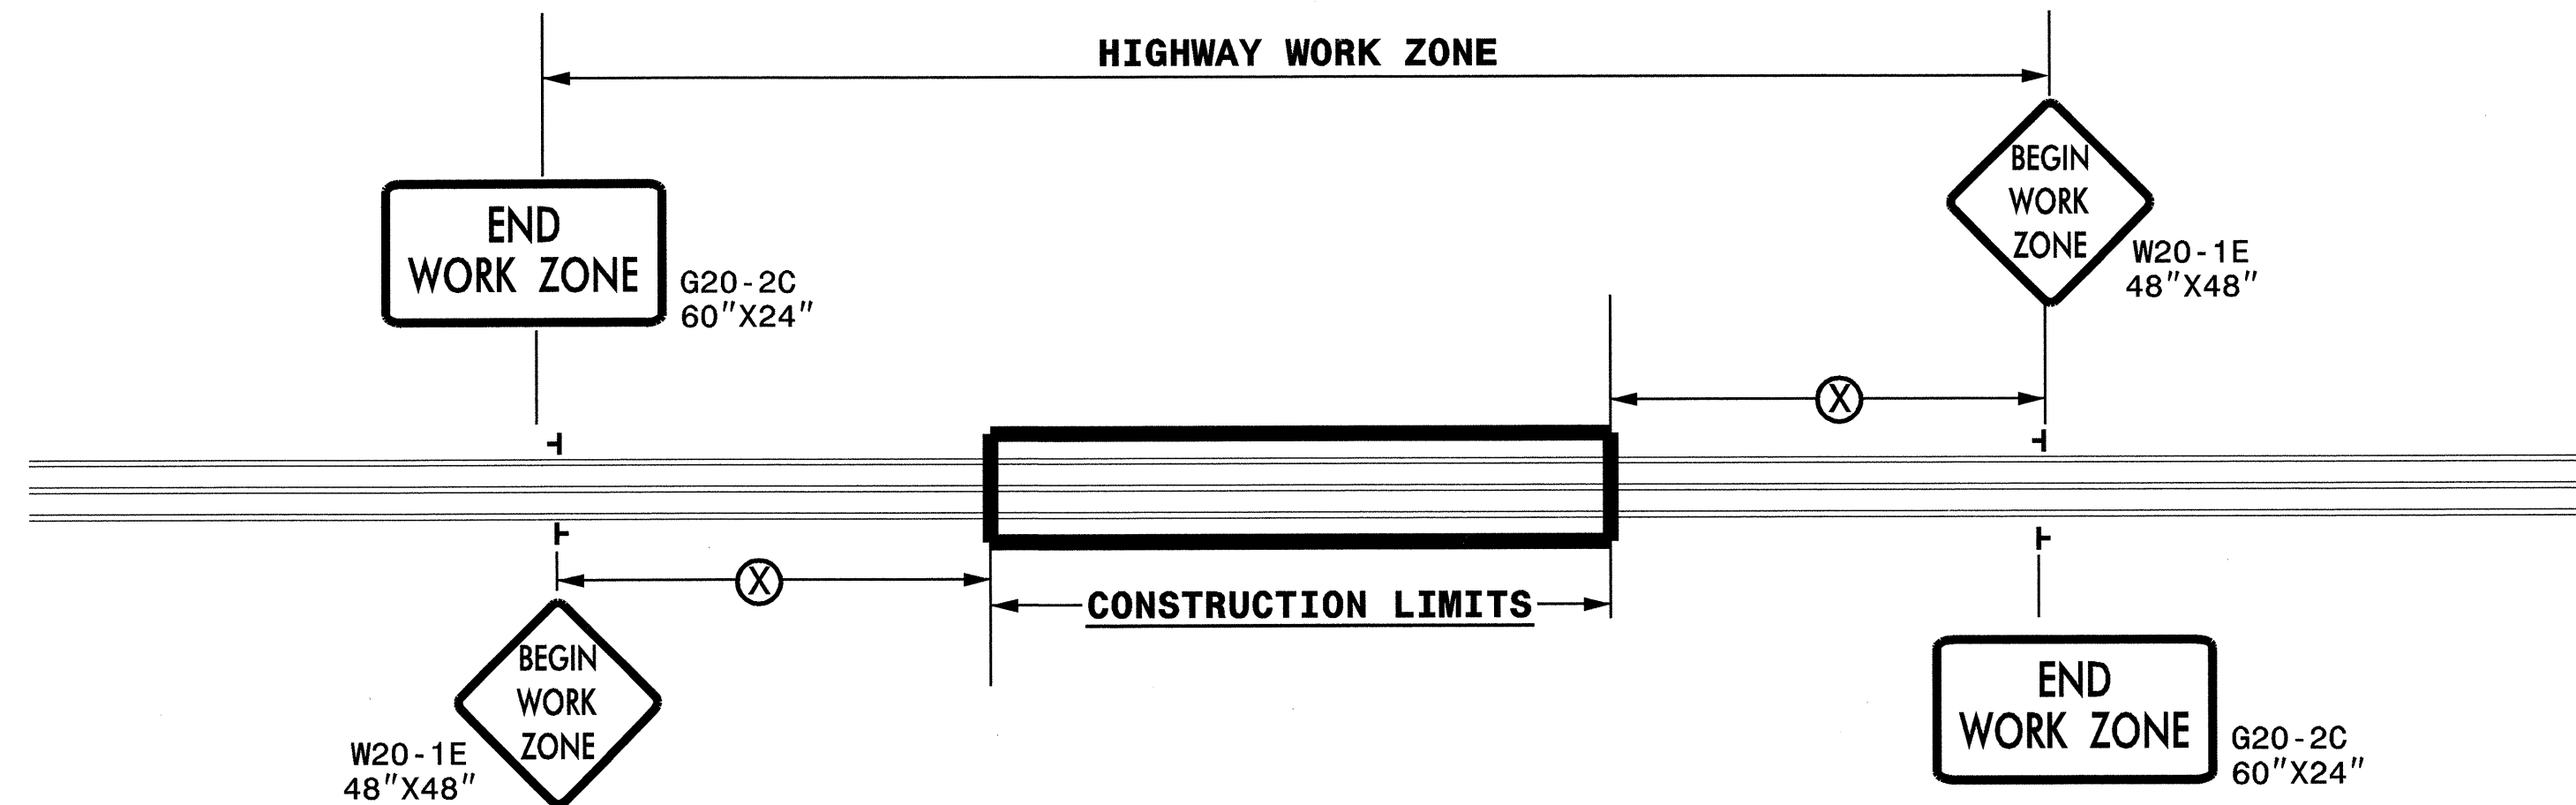 HIGHWAY WORK ZONE
BEGIN
WORK
ZONE
W20-1E
48"X48"
END
WORK ZONE
G20-2C
60"X24"
X
X
CONSTRUCTION LIMITS
BEGIN
WORK
ZONE
W20-1E
48"X48"
END
WORK ZONE
G20-2C
60"X24"